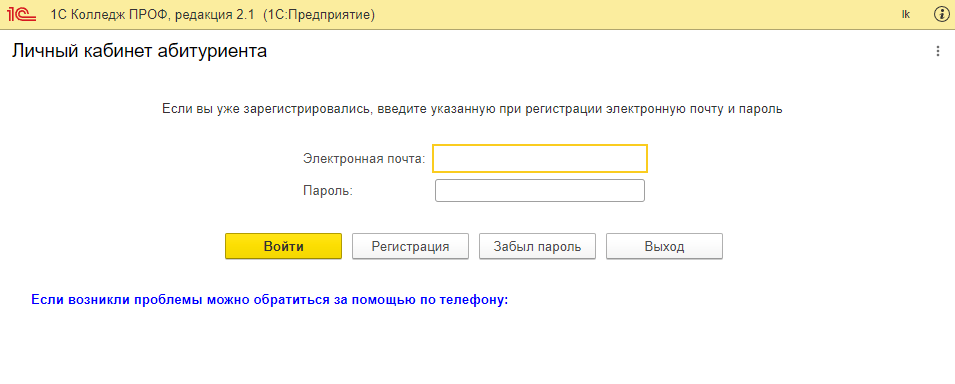 1С 1С Колледж ПРОФ, редакция 2.1 (1С:Предприятие) lk
Личный кабинет абитуриента
Если вы уже зарегистрировались, введите указанную при регистрации электронную почту и пароль
Электронная почта:
Пароль:
Войти Регистрация Забыл пароль Выход
Если возникли проблемы можно обратиться за помощью по телефону: